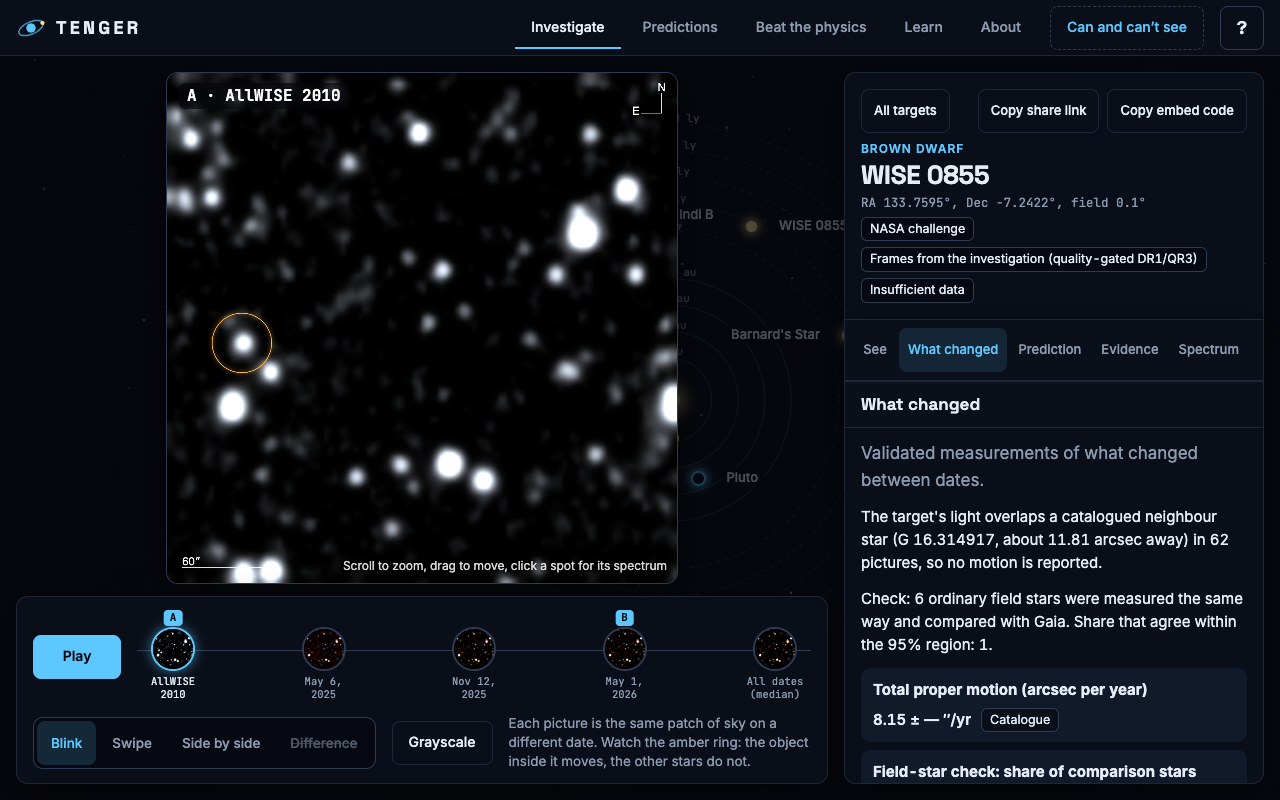 TENGER
Investigate
Predictions
Beat the physics
Learn
About
Can and can't see
?
A · AllWISE 2010
N
E
60″
Scroll to zoom, drag to move, click a spot for its spectrum
ly
ly
ly
Indi B
WISE 0855
au
au
au
Barnard's Star
Pluto
Play
A
AllWISE
2010
May 6,
2025
Nov 12,
2025
B
May 1,
2026
All dates
(median)
Blink
Swipe
Side by side
Difference
Grayscale
Each picture is the same patch of sky on a
different date. Watch the amber ring: the object
inside it moves, the other stars do not.
All targets
Copy share link
Copy embed code
BROWN DWARF
WISE 0855
RA 133.7595°, Dec -7.2422°, field 0.1°
NASA challenge
Frames from the investigation (quality-gated DR1/QR3)
Insufficient data
See
What changed
Prediction
Evidence
Spectrum
What changed
Validated measurements of what changed
between dates.
The target's light overlaps a catalogued neighbour
star (G 16.314917, about 11.81 arcsec away) in 62
pictures, so no motion is reported.
Check: 6 ordinary field stars were measured the same
way and compared with Gaia. Share that agree within
the 95% region: 1.
Total proper motion (arcsec per year)
8.15 ± — ″/yr
Catalogue
Field-star check: share of comparison stars